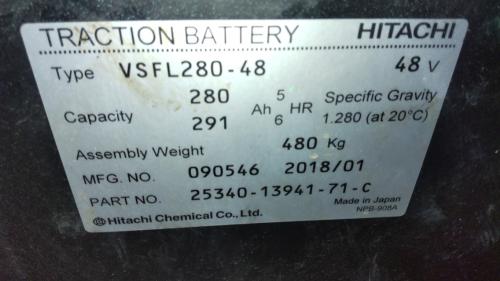 TRACTION BATTERY HITACHI
Type VSFL280-48 48 V
Capacity 280 Ah 5 HR Specific Gravity
291 6 1.280 (at 20°C)
Assembly Weight 480 Kg
MFG. NO. 090546 2018/01
PART NO. 25340-13941-71-C
Made in Japan
Hitachi Chemical Co., Ltd. NPB-908A